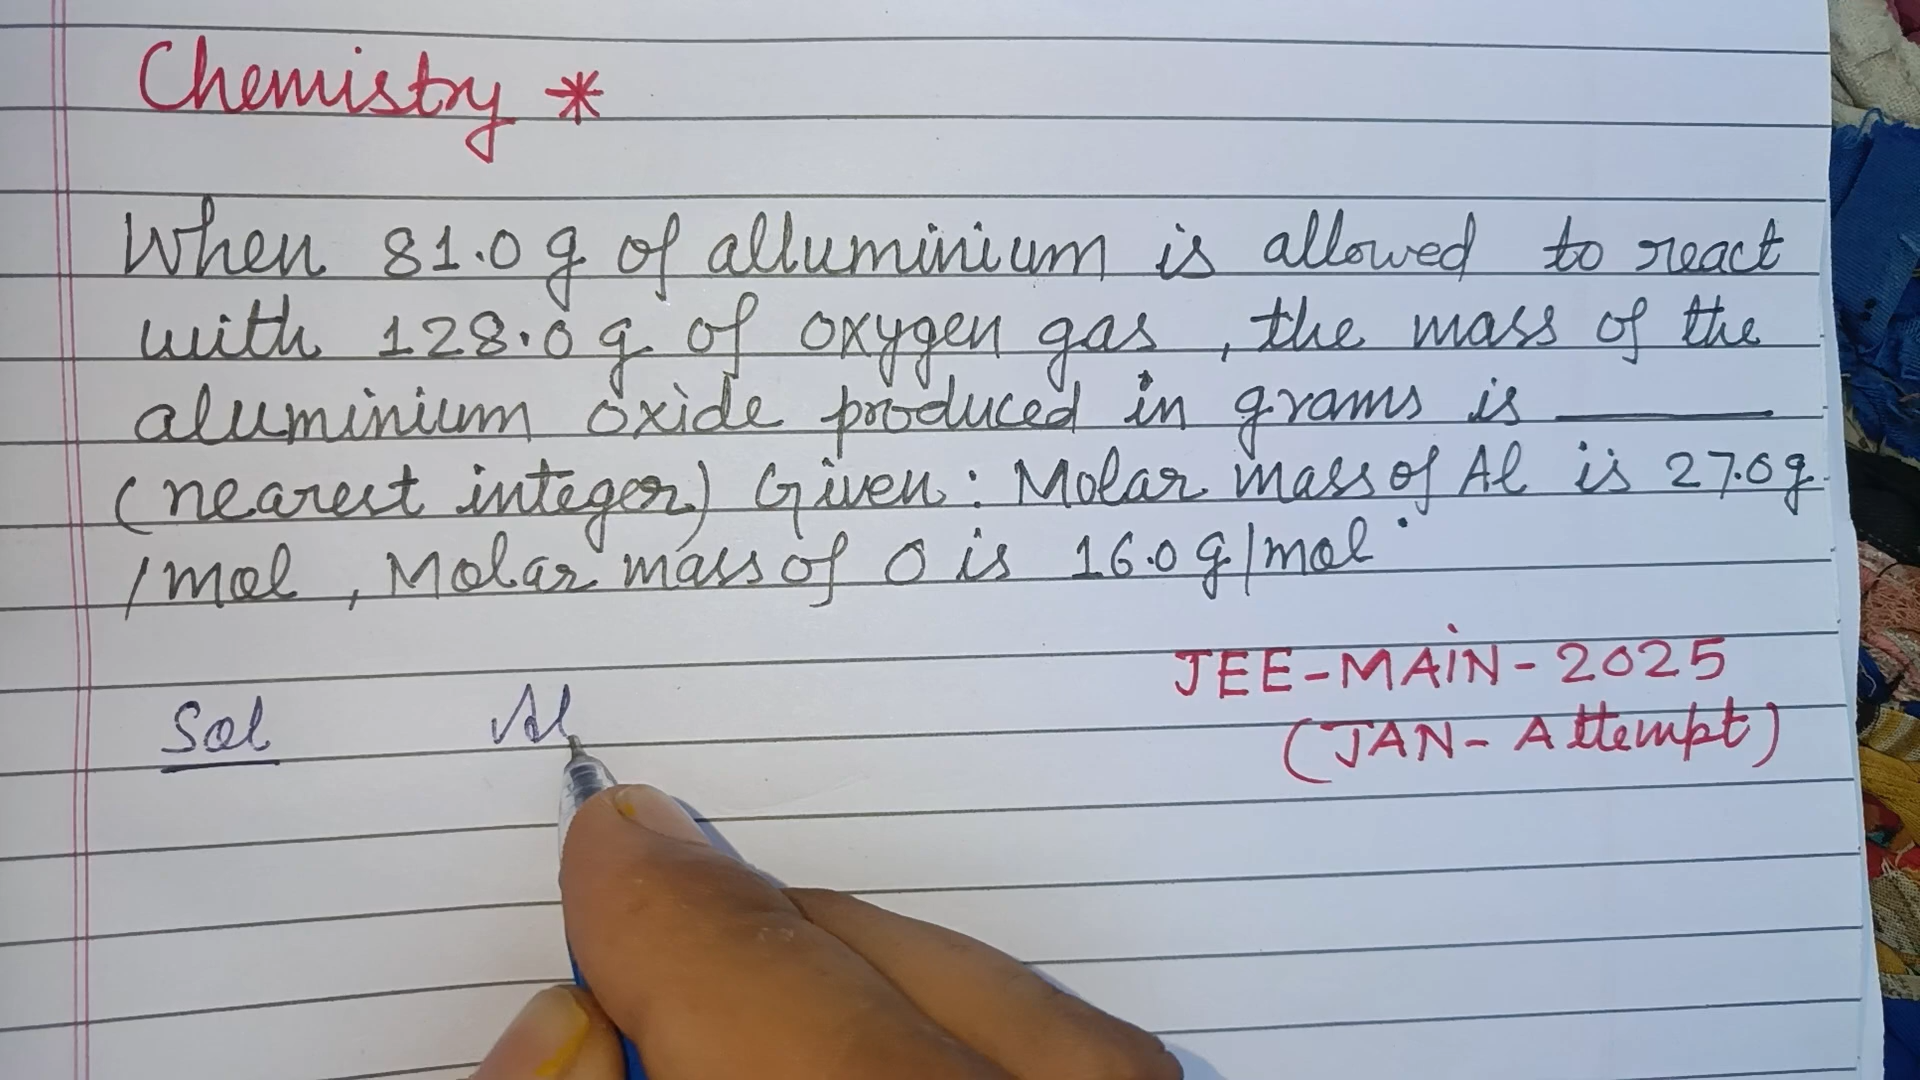 Chemistry *
When 81.0 g of alluminium is allowed to react
with 128.0 g of oxygen gas, the mass of the
aluminium oxide produced in grams is ______
(nearest integer) Given: Molar mass of Al is 27.0 g
/mol, Molar mass of O is 16.0 g/mol
JEE-MAIN-2025
(JAN-Attempt)
Sol Al